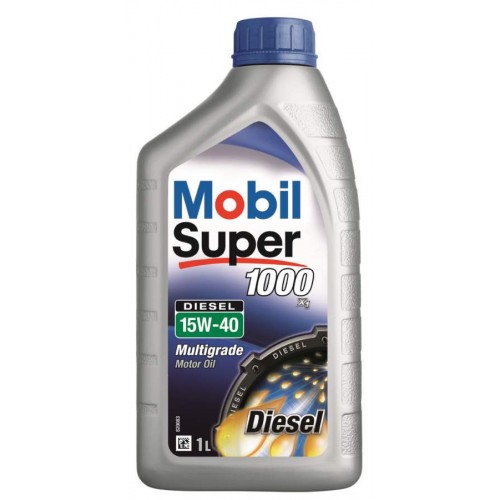 Mobil
Super
1000
X1
DIESEL
15W-40
Multigrade
Motor Oil
DIESEL
Diesel
1L